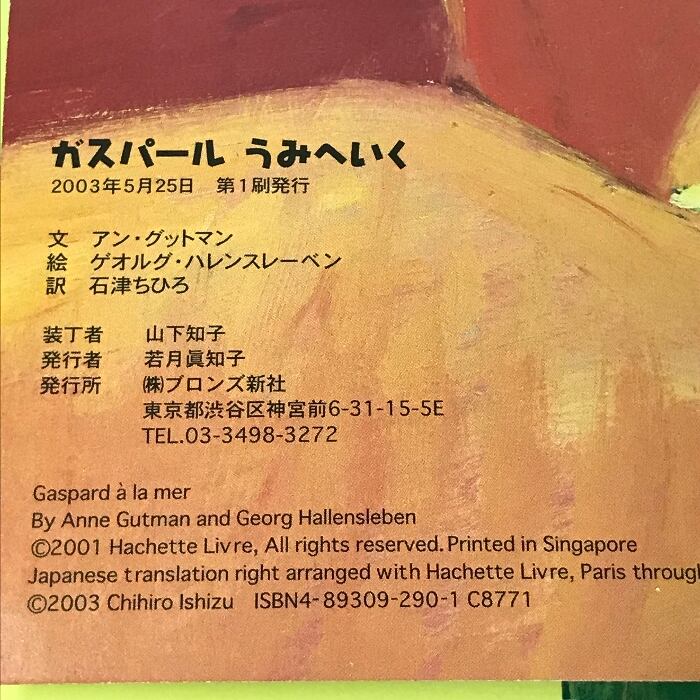 ガスパール うみへいく
2003年5月25日 第1刷発行
文 アン・グットマン
絵 ゲオルグ・ハレンスレーベン
訳 石津ちひろ
装丁者 山下知子
発行者 若月眞知子
発行所 ㈱ブロンズ新社
東京都渋谷区神宮前6-31-15-5E
TEL.03-3498-3272
Gaspard à la mer
By Anne Gutman and Georg Hallensleben
©2001 Hachette Livre, All rights reserved. Printed in Singapore
Japanese translation right arranged with Hachette Livre, Paris through
©2003 Chihiro Ishizu ISBN4-89309-290-1 C8771